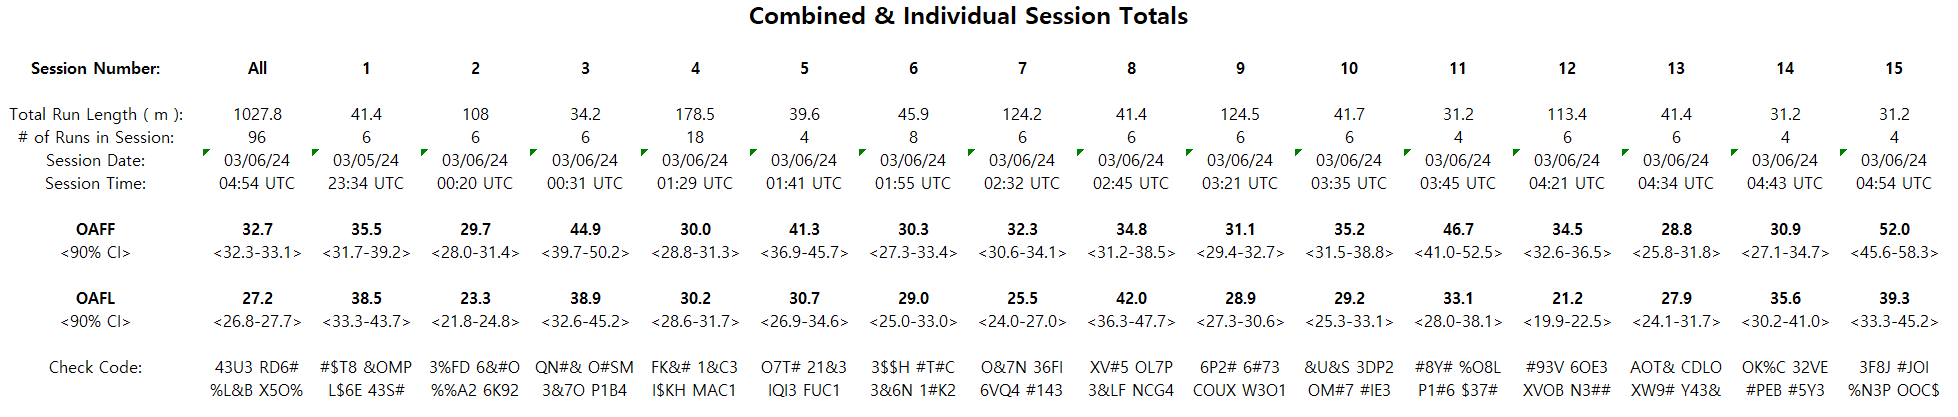 Combined & Individual Session Totals
Session Number: All 1 2 3 4 5 6 7 8 9 10 11 12 13 14 15
Total Run Length ( m ): 1027.8 41.4 108 34.2 178.5 39.6 45.9 124.2 41.4 124.5 41.7 31.2 113.4 41.4 31.2 31.2
# of Runs in Session: 96 6 6 6 18 4 8 6 6 6 6 4 6 6 4 4
Session Date: 03/06/24 03/05/24 03/06/24 03/06/24 03/06/24 03/06/24 03/06/24 03/06/24 03/06/24 03/06/24 03/06/24 03/06/24 03/06/24 03/06/24 03/06/24 03/06/24
Session Time: 04:54 UTC 23:34 UTC 00:20 UTC 00:31 UTC 01:29 UTC 01:41 UTC 01:55 UTC 02:32 UTC 02:45 UTC 03:21 UTC 03:35 UTC 03:45 UTC 04:21 UTC 04:34 UTC 04:43 UTC 04:54 UTC
OAFF 32.7 35.5 29.7 44.9 30.0 41.3 30.3 32.3 34.8 31.1 35.2 46.7 34.5 28.8 30.9 52.0
<90% CI> <32.3-33.1> <31.7-39.2> <28.0-31.4> <39.7-50.2> <28.8-31.3> <36.9-45.7> <27.3-33.4> <30.6-34.1> <31.2-38.5> <29.4-32.7> <31.5-38.8> <41.0-52.5> <32.6-36.5> <25.8-31.8> <27.1-34.7> <45.6-58.3>
OAFL 27.2 38.5 23.3 38.9 30.2 30.7 29.0 25.5 42.0 28.9 29.2 33.1 21.2 27.9 35.6 39.3
<90% CI> <26.8-27.7> <33.3-43.7> <21.8-24.8> <32.6-45.2> <28.6-31.7> <26.9-34.6> <25.0-33.0> <24.0-27.0> <36.3-47.7> <27.3-30.6> <25.3-33.1> <28.0-38.1> <19.9-22.5> <24.1-31.7> <30.2-41.0> <33.3-45.2>
Check Code: 43U3 RD6# #$T8 &OMP 3%FD 6&#O QN#& O#SM FK&# 1&C3 O7T# 21&3 3$$H #T#C O&7N 36FI XV#5 OL7P 6P2# 6#73 &U&S 3DP2 #8Y# %O8L #93V 6OE3 AOT& CDLO OK%C 32VE 3F8J #JOI
%L&B X5O% L$6E 43S# %%A2 6K92 3&7O P1B4 I$KH MAC1 IQI3 FUC1 3&6N 1#K2 6VQ4 #143 3&LF NCG4 COUX W3O1 OM#7 #IE3 P1#6 $37# XVOB N3## XW9# Y43& #PEB #5Y3 %N3P OOC$